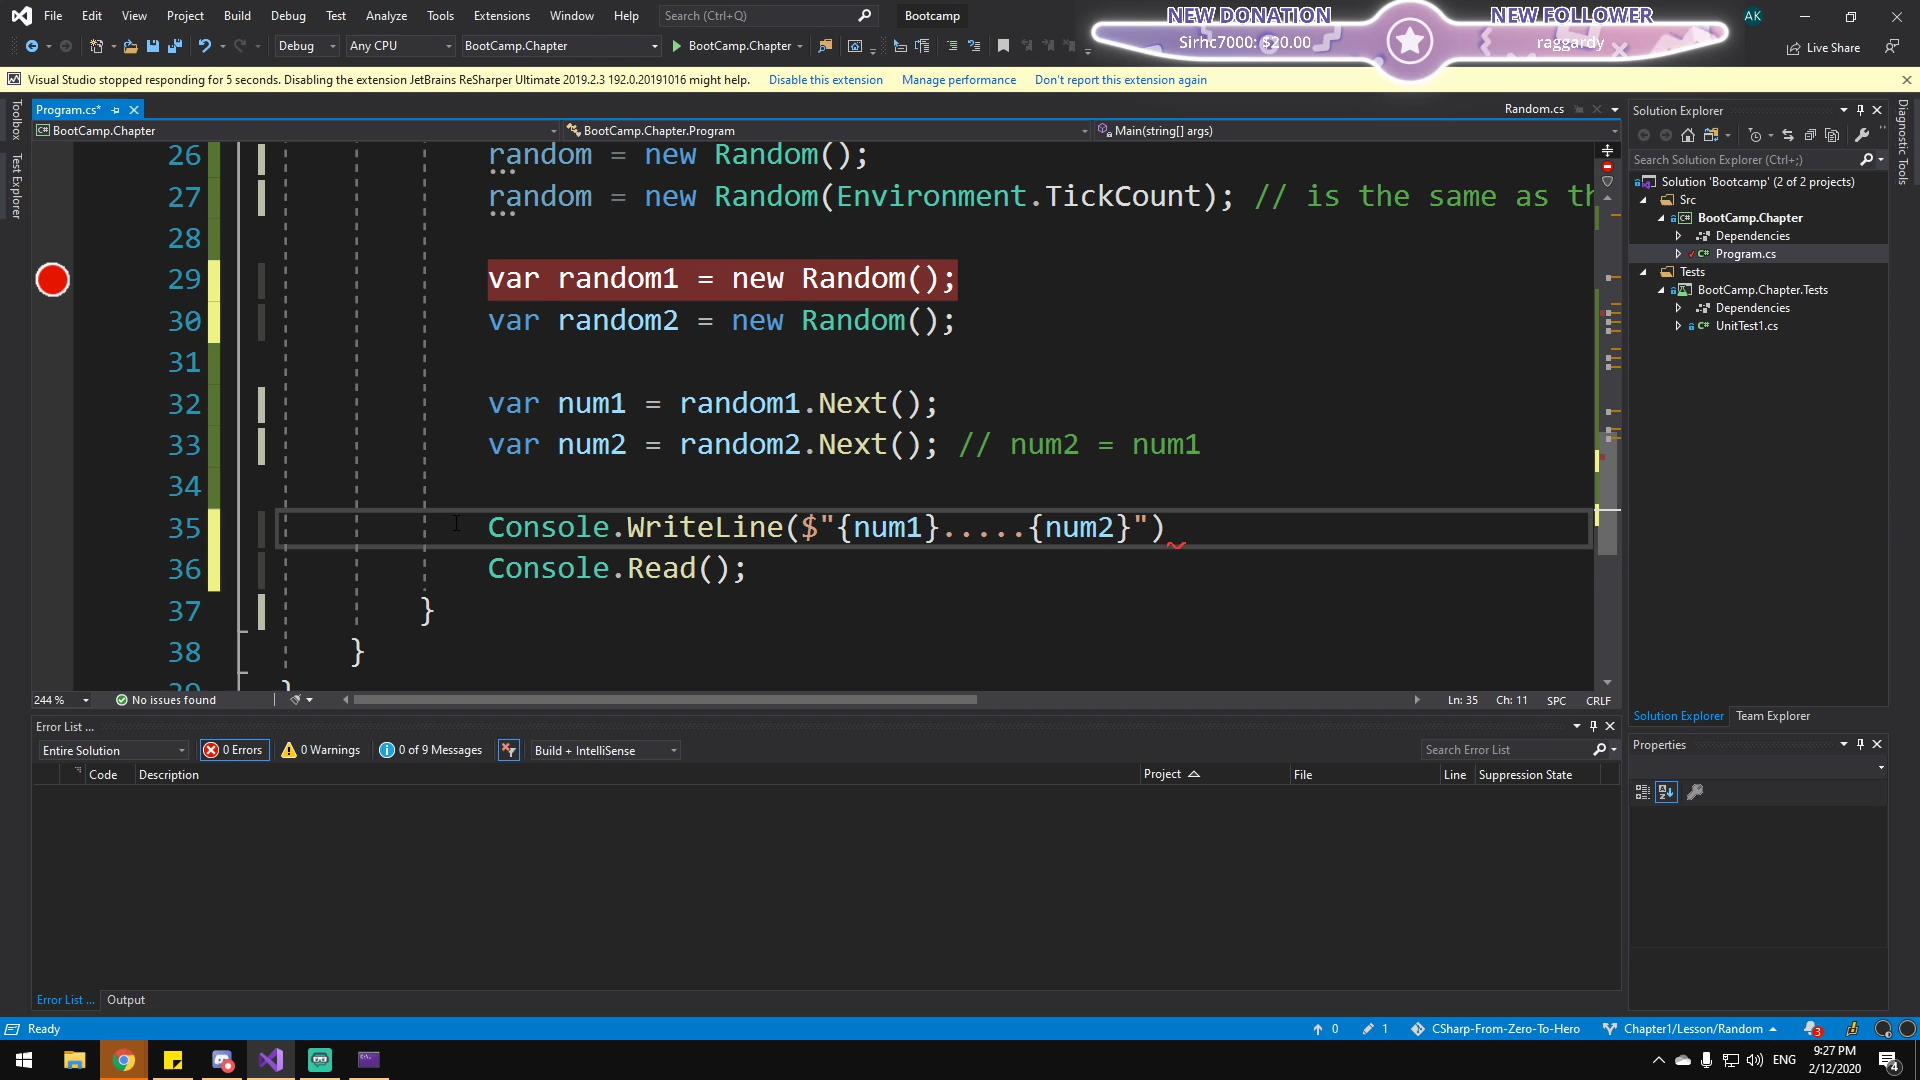 File Edit View Project Build Debug Test Analyze Tools Extensions Window Help Search (Ctrl+Q) Bootcamp
NEW DONATION
Sirhc7000: $20.00
NEW FOLLOWER
raggardy
AK
Debug Any CPU BootCamp.Chapter BootCamp.Chapter Live Share
Visual Studio stopped responding for 5 seconds. Disabling the extension JetBrains ReSharper Ultimate 2019.2.3 192.0.20191016 might help. Disable this extension Manage performance Don't report this extension again
Toolbox
Test Explorer
Program.cs*
Random.cs
BootCamp.Chapter BootCamp.Chapter.Program Main(string[] args)
26 random = new Random();
27 random = new Random(Environment.TickCount); // is the same as th
28
29 var random1 = new Random();
30 var random2 = new Random();
31
32 var num1 = random1.Next();
33 var num2 = random2.Next(); // num2 = num1
34
35 Console.WriteLine($"{num1}.....{num2}")
36 Console.Read();
37 }
38 }
39 }
244 % No issues found Ln: 35 Ch: 11 SPC CRLF
Error List ...
Entire Solution 0 Errors 0 Warnings 0 of 9 Messages Build + IntelliSense Search Error List
Code Description Project File Line Suppression State
Error List ... Output
Solution Explorer
Search Solution Explorer (Ctrl+;)
Solution 'Bootcamp' (2 of 2 projects)
Src
BootCamp.Chapter
Dependencies
Program.cs
Tests
BootCamp.Chapter.Tests
Dependencies
UnitTest1.cs
Solution Explorer Team Explorer
Properties
Diagnostic Tools
Ready 0 1 CSharp-From-Zero-To-Hero Chapter1/Lesson/Random 3
ENG
9:27 PM
2/12/2020
4